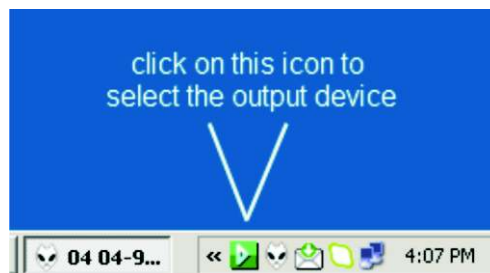 click on this icon to
select the output device
04 04-9... « 4:07 PM